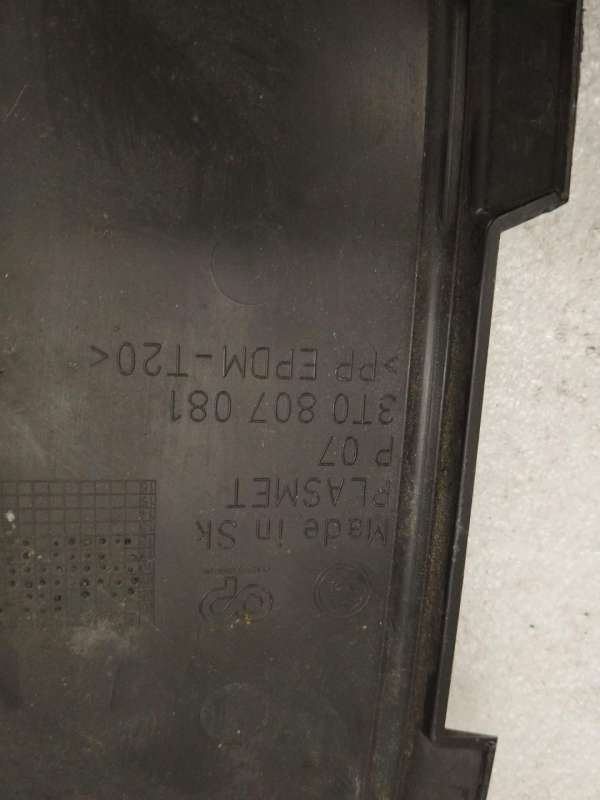 Made in Sk
PLASMET
P 07
3T0 807 081
>PP EPDM-T20<